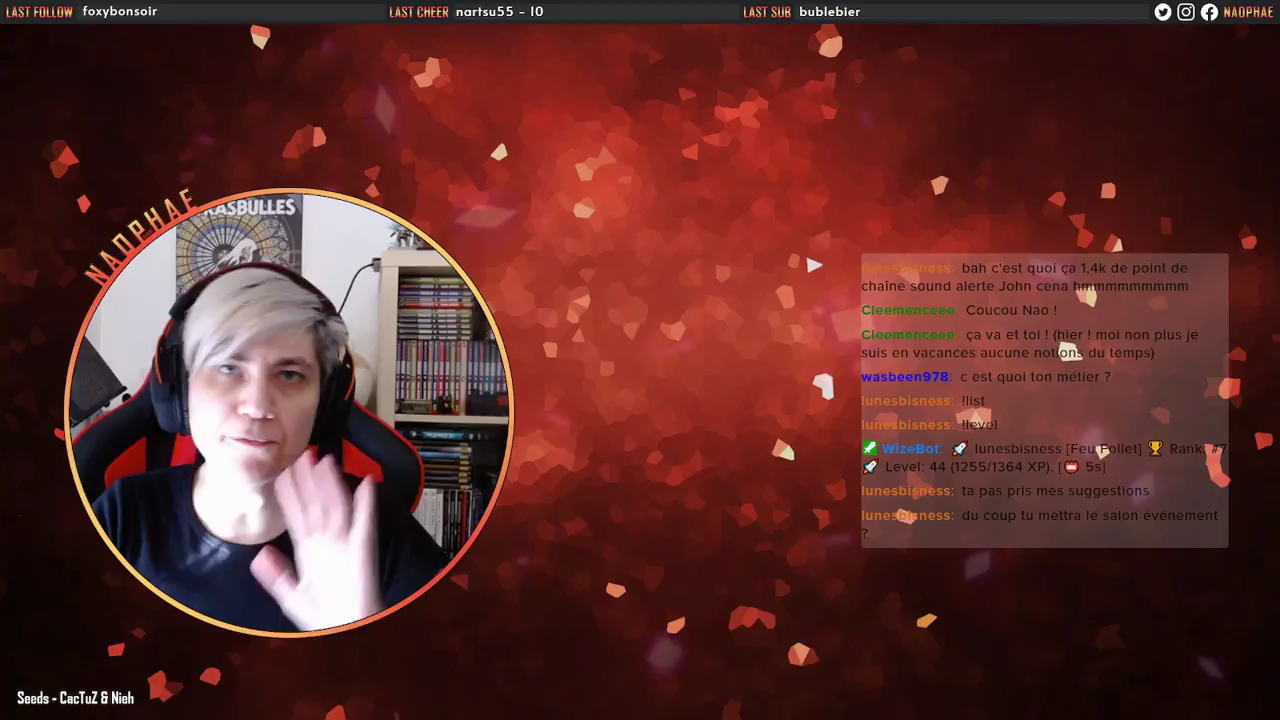 LAST FOLLOW foxybonsoir LAST CHEER nartsu55 - 10 LAST SUB bublebier NAOPHAE
NAOPHAE
RASBULLES
lunesbisness: bah c'est quoi ça 1,4k de point de
chaîne sound alerte John cena hmmmmmmmmm
Cleemenceee: Coucou Nao !
Cleemenceee: ça va et toi ! (hier ! moi non plus je
suis en vacances aucune notions du temps)
wasbeen978: c est quoi ton métier ?
lunesbisness: !list
lunesbisness: !level
WizeBot: lunesbisness [Feu Follet] 🏆 Rank: #7
Level: 44 (1255/1364 XP). [ 5s]
lunesbisness: ta pas pris mes suggestions
lunesbisness: du coup tu mettra le salon événement
?
Seeds - CacTuZ & Nieh